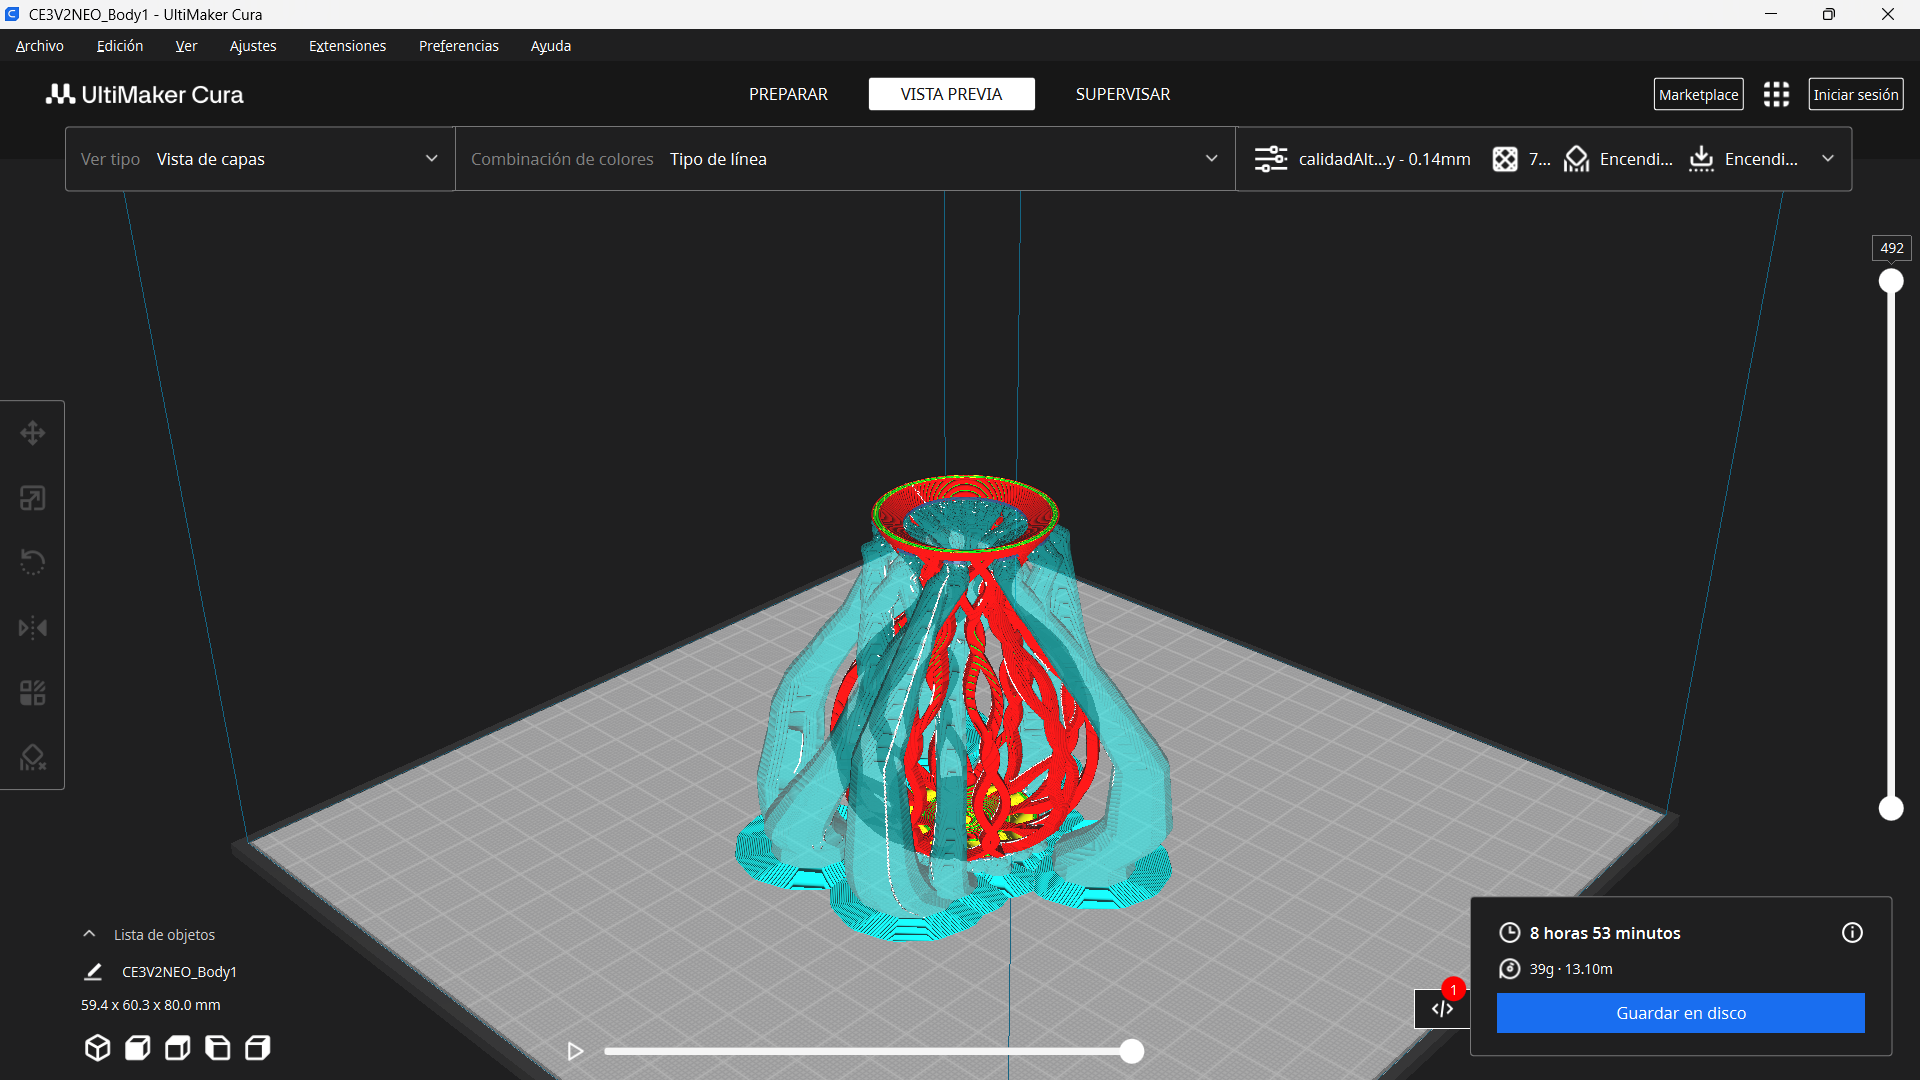 CE3V2NEO_Body1 - UltiMaker Cura
Archivo Edición Ver Ajustes Extensiones Preferencias Ayuda
UltiMaker Cura
PREPARAR VISTA PREVIA SUPERVISAR
Marketplace Iniciar sesión
Ver tipo Vista de capas
Combinación de colores Tipo de línea
calidadAlt...y - 0.14mm 7... Encendi... Encendi...
492
Lista de objetos
CE3V2NEO_Body1
59.4 x 60.3 x 80.0 mm
8 horas 53 minutos
39g · 13.10m
1
Guardar en disco